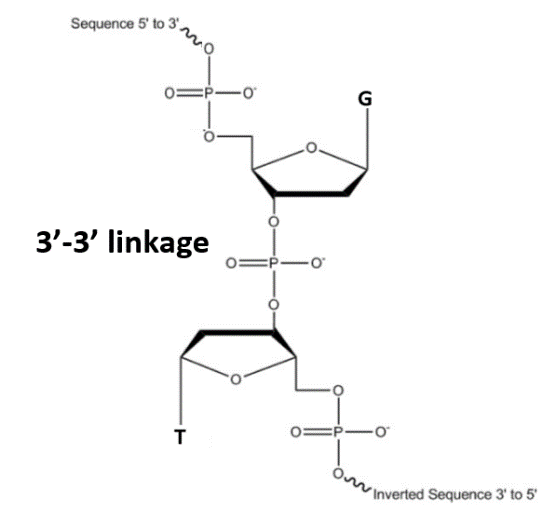 Sequence 5' to 3'
O
O=P—O⁻
O
G
O
O
3'-3' linkage
O=P—O⁻
O
O
O
T
O=P—O⁻
O
Inverted Sequence 3' to 5'